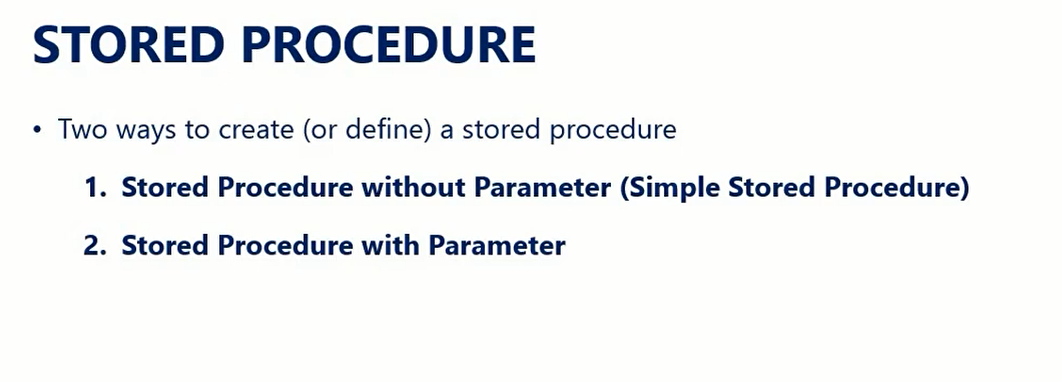 STORED PROCEDURE
• Two ways to create (or define) a stored procedure
1. Stored Procedure without Parameter (Simple Stored Procedure)
2. Stored Procedure with Parameter